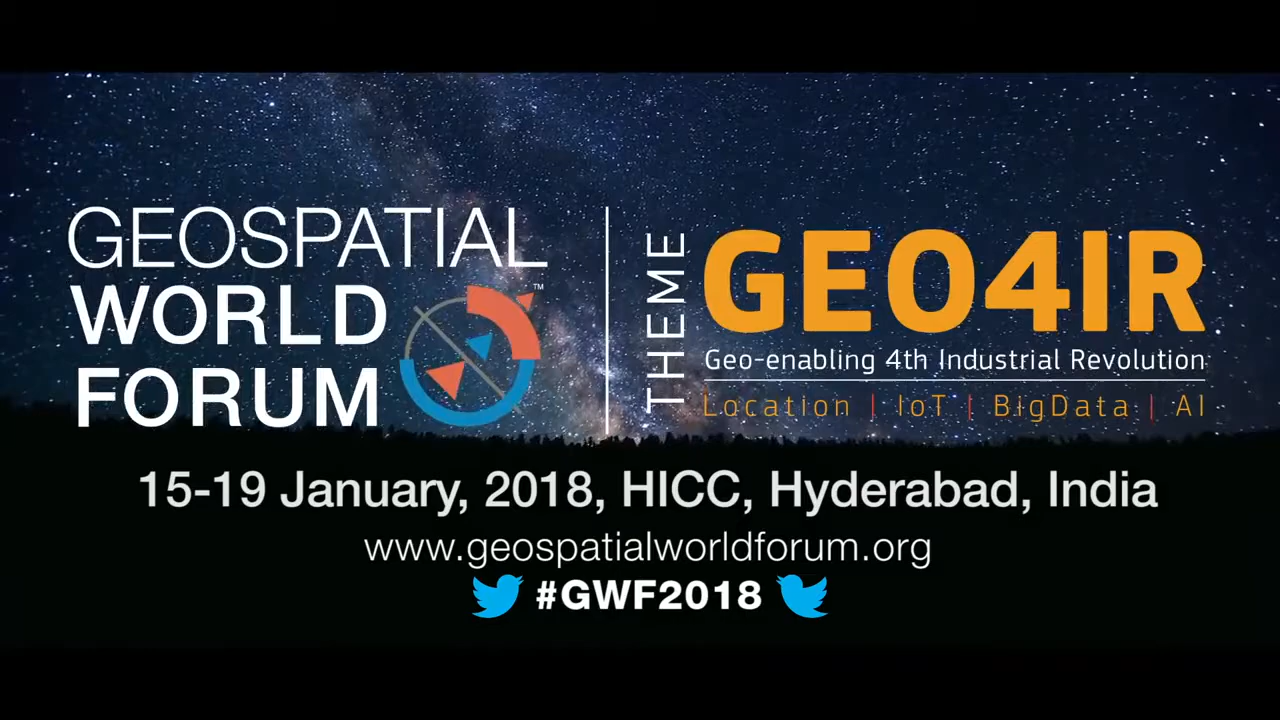 GEOSPATIAL
WORLD
FORUM
™
THEME
GEO4IR
Geo-enabling 4th Industrial Revolution
Location | IoT | BigData | AI
15-19 January, 2018, HICC, Hyderabad, India
www.geospatialworldforum.org
#GWF2018